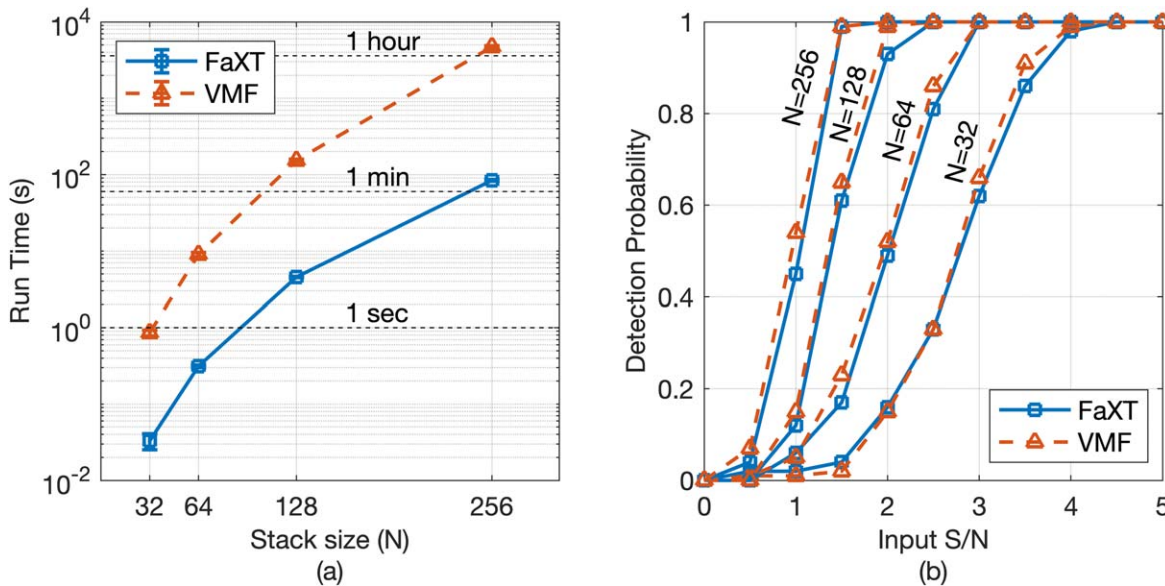 10^4
10^2
10^0
10^-2
Run Time (s)
FaXT
VMF
1 hour
1 min
1 sec
32 64 128 256
Stack size (N)
(a)
1
0.8
0.6
0.4
0.2
0
Detection Probability
N=256
N=128
N=64
N=32
FaXT
VMF
0 1 2 3 4 5
Input S/N
(b)